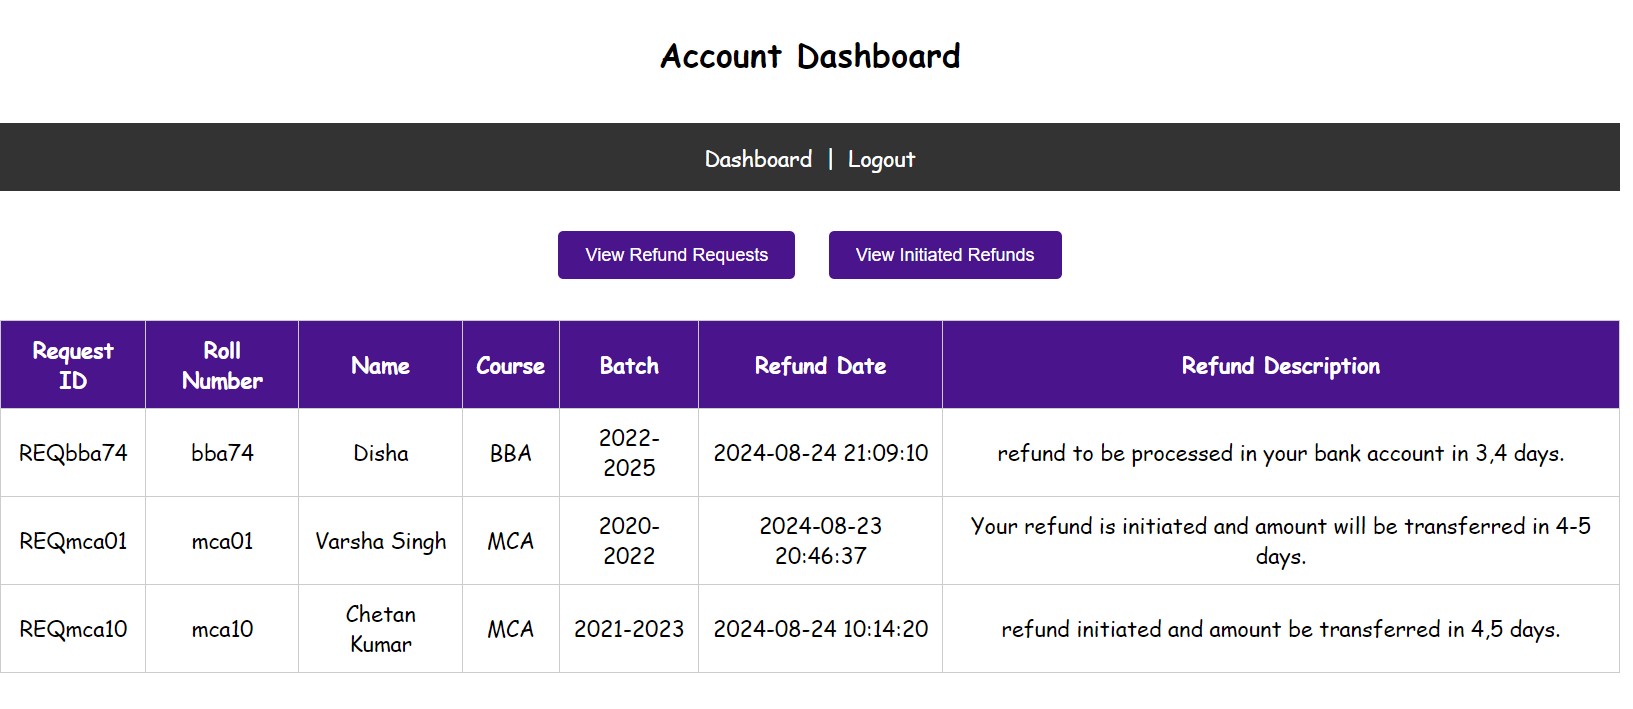 Account Dashboard
Dashboard | Logout
View Refund Requests View Initiated Refunds
Request ID Roll Number Name Course Batch Refund Date Refund Description
REQbba74 bba74 Disha BBA 2022-2025 2024-08-24 21:09:10 refund to be processed in your bank account in 3,4 days.
REQmca01 mca01 Varsha Singh MCA 2020-2022 2024-08-23 20:46:37 Your refund is initiated and amount will be transferred in 4-5 days.
REQmca10 mca10 Chetan Kumar MCA 2021-2023 2024-08-24 10:14:20 refund initiated and amount be transferred in 4,5 days.